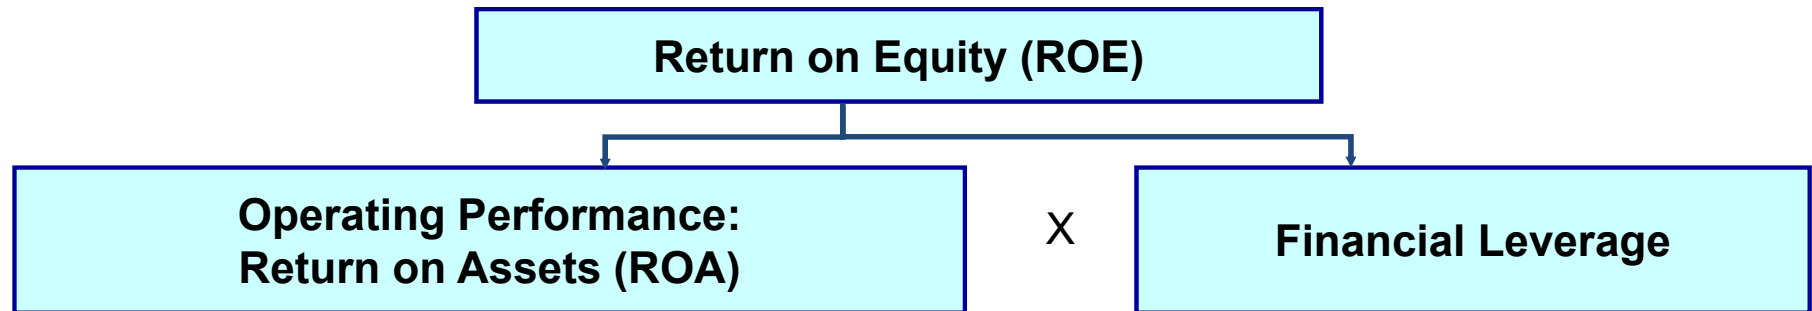 Return on Equity (ROE)
Operating Performance:
Return on Assets (ROA)
X
Financial Leverage